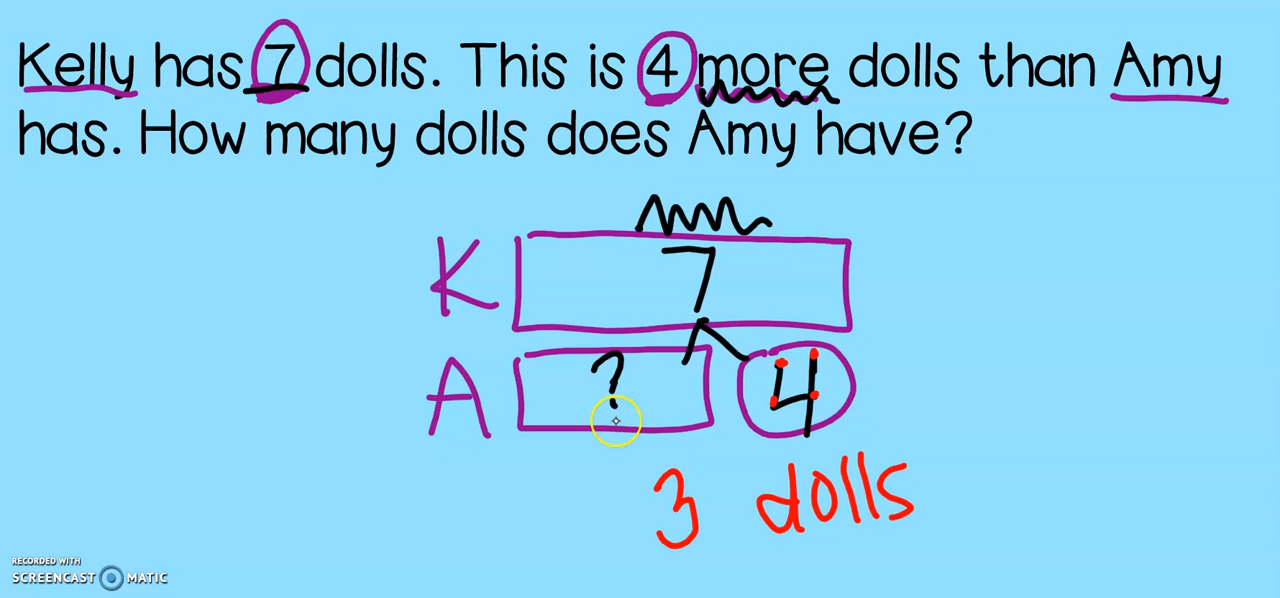 Kelly has 7 dolls. This is 4 more dolls than Amy
has. How many dolls does Amy have?
K 7
A ? 4
3 dolls
RECORDED WITH
SCREENCAST MATIC